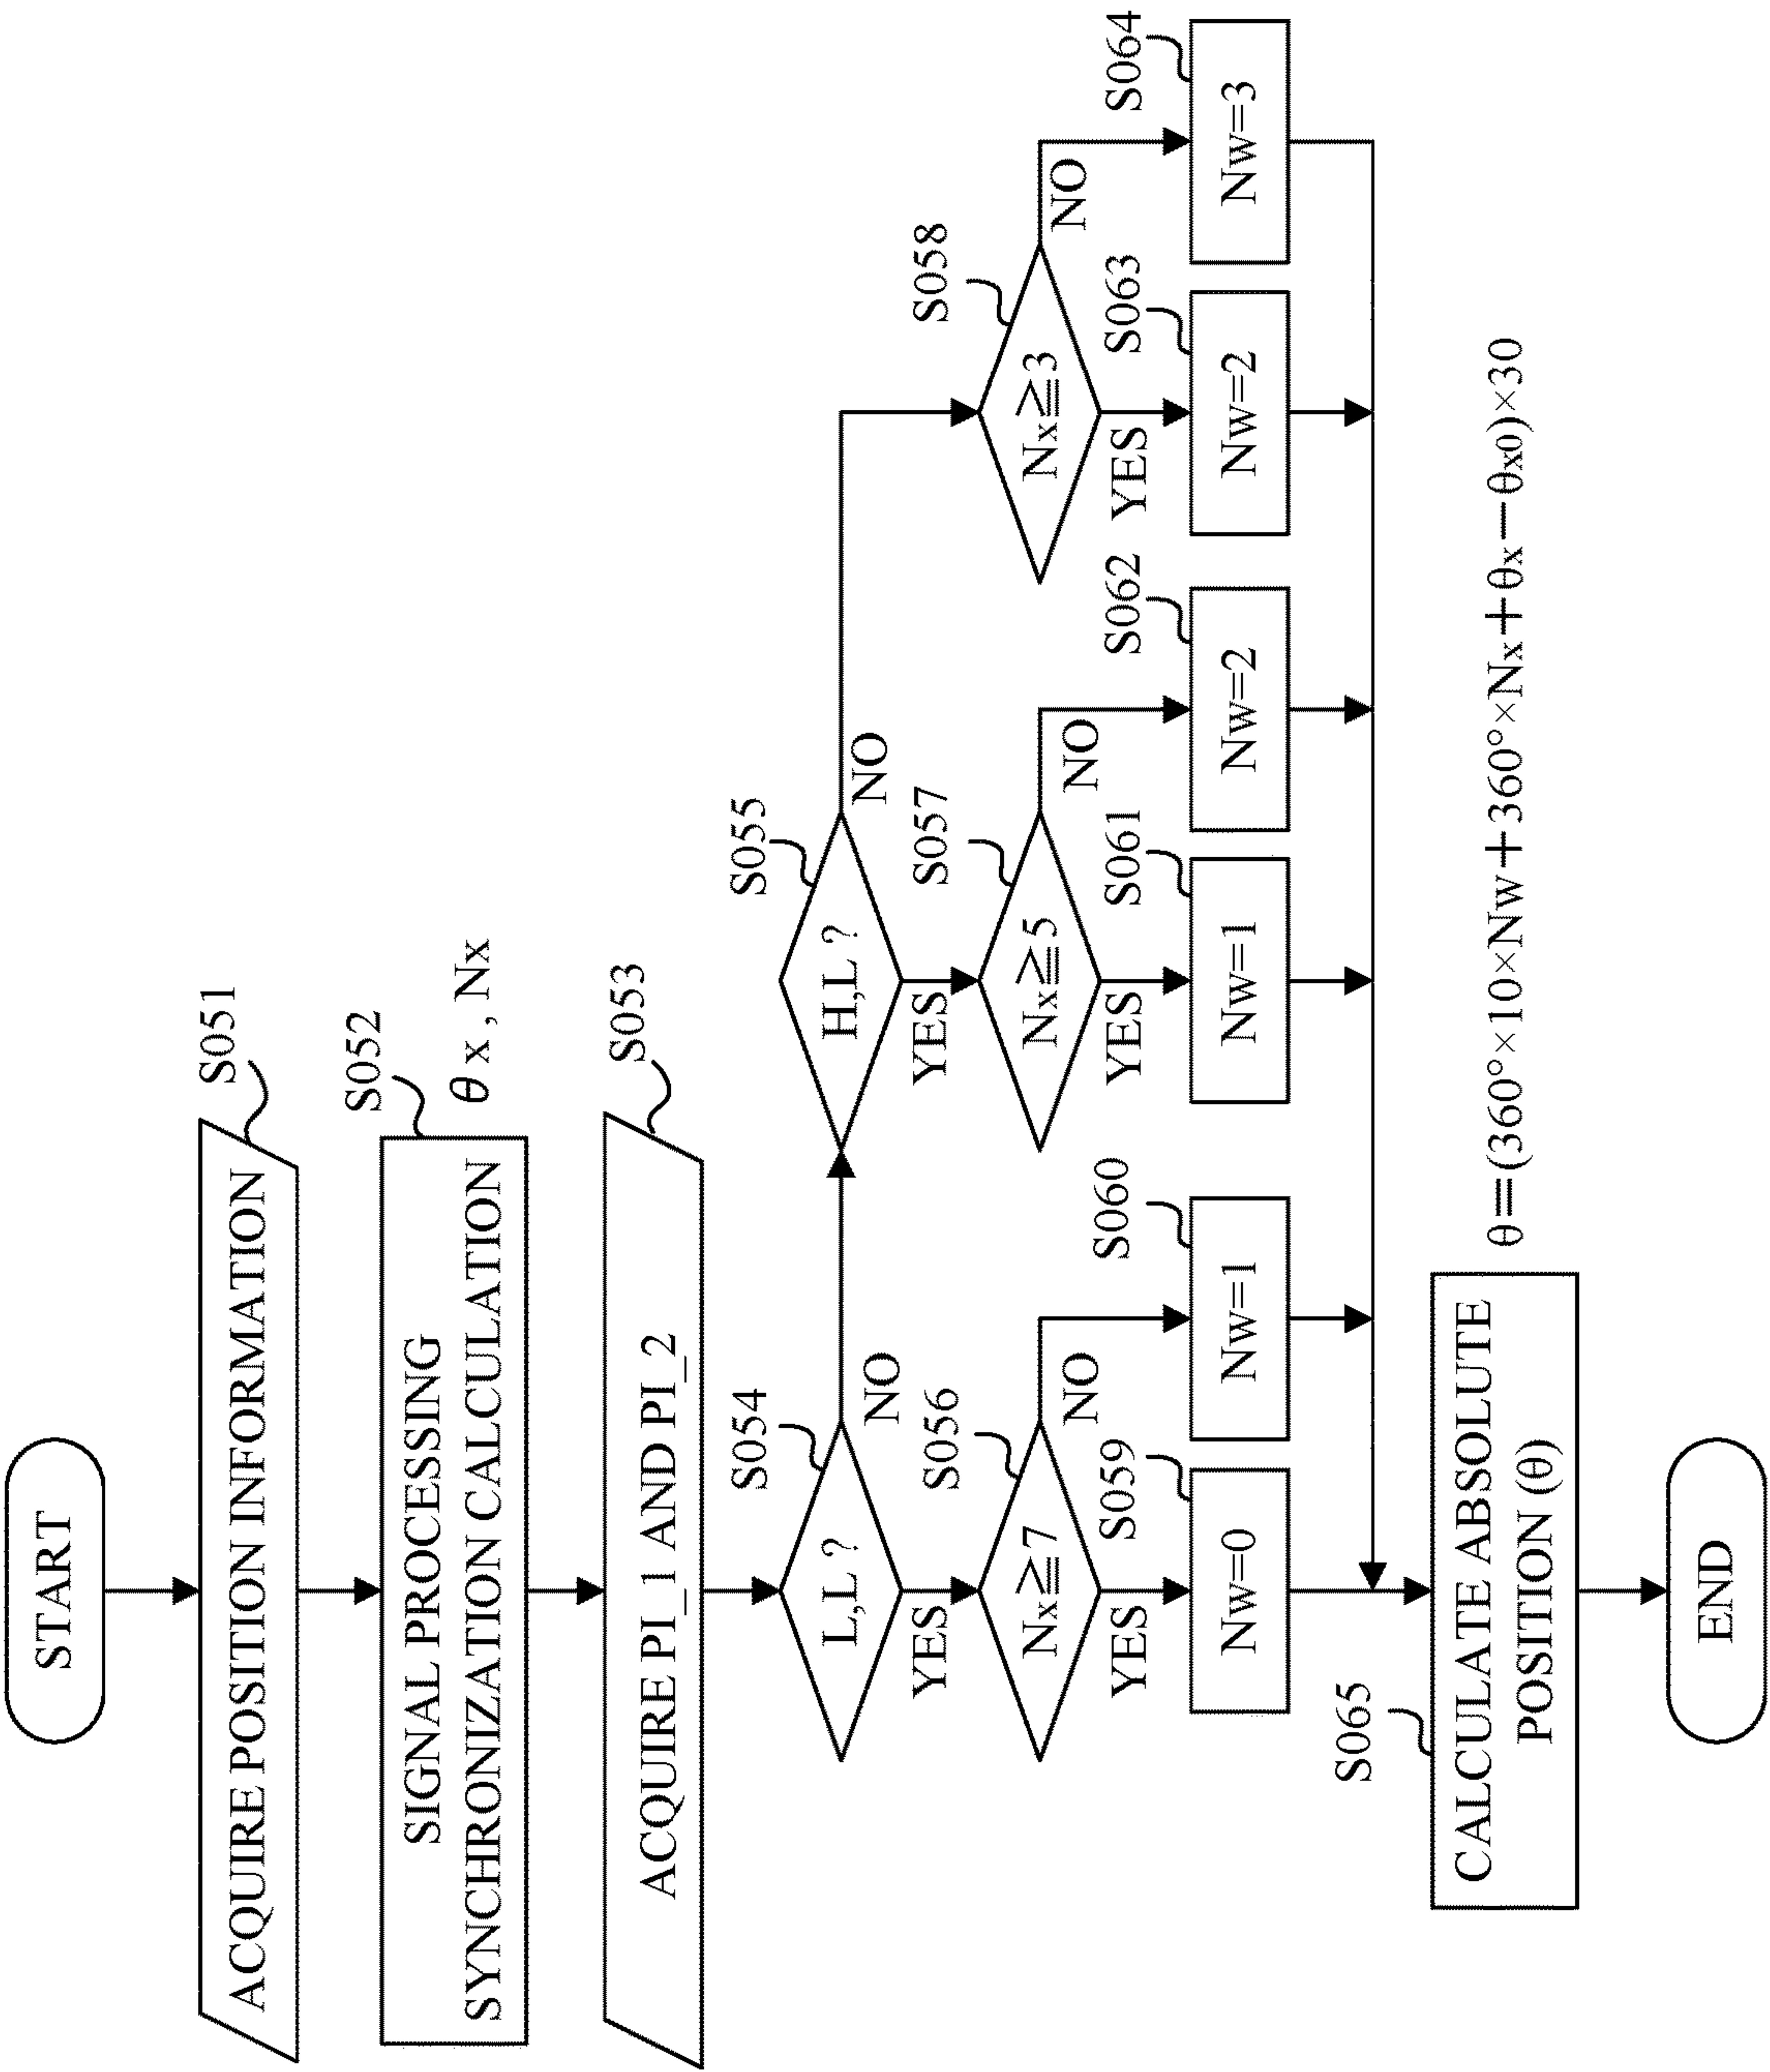 START
S051
ACQUIRE POSITION INFORMATION
S052
SIGNAL PROCESSING
SYNCHRONIZATION CALCULATION
θx , Nx
S053
ACQUIRE PI_1 AND PI_2
S054
L,L ?
YES
NO
S055
H,L ?
YES
NO
S056
Nx≧7
YES
NO
S057
Nx≧5
YES
NO
S058
Nx≧3
YES
NO
S059
Nw=0
S060
Nw=1
S061
Nw=1
S062
Nw=2
S063
Nw=2
S064
Nw=3
S065
CALCULATE ABSOLUTE
POSITION (θ)
θ=(360°×10×Nw+360°×Nx+θx−θx0)×30
END